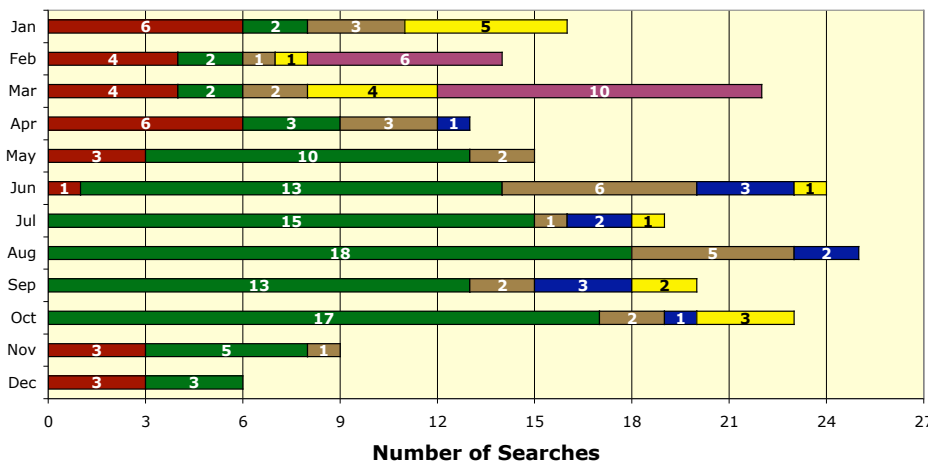 Jan 6 2 3 5
Feb 4 2 1 1 6
Mar 4 2 2 4 10
Apr 6 3 3 1
May 3 10 2
Jun 1 13 6 3 1
Jul 15 1 2 1
Aug 18 5 2
Sep 13 2 3 2
Oct 17 2 1 3
Nov 3 5 1
Dec 3 3
0 3 6 9 12 15 18 21 24 27
Number of Searches